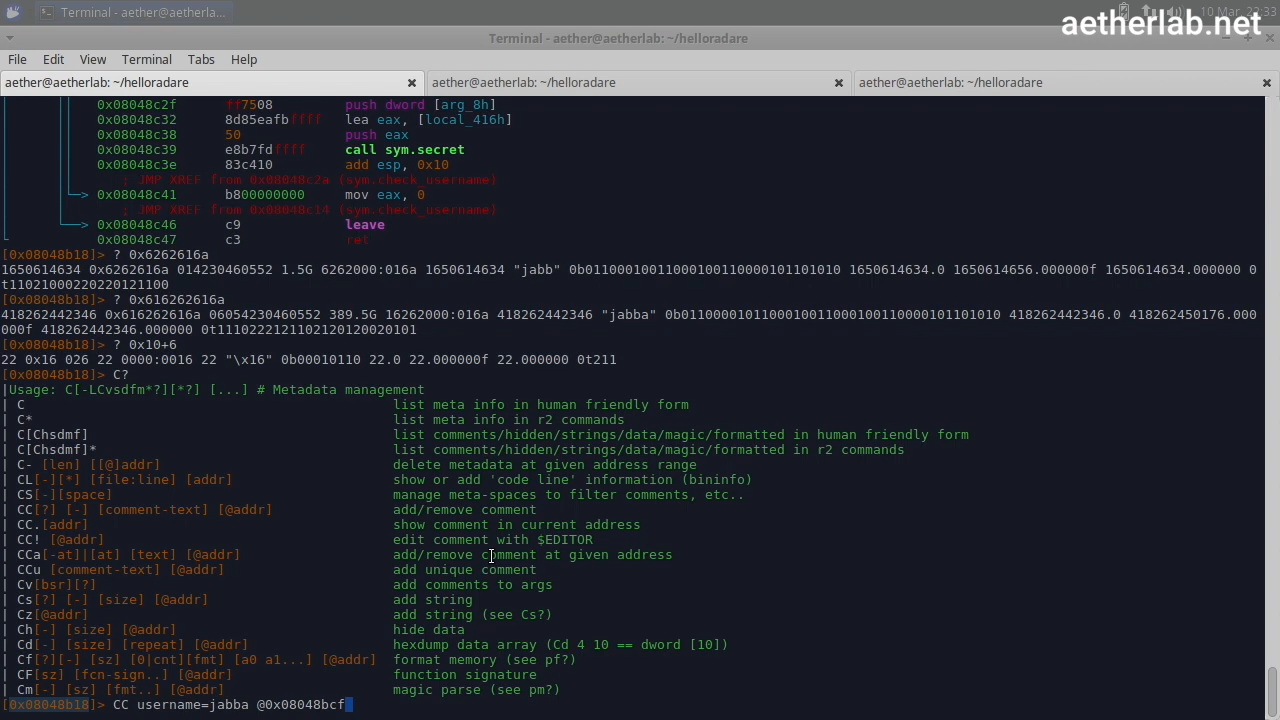 Terminal - aether@aetherla...
10 Mar, 22:33
aetherlab.net
Terminal - aether@aetherlab: ~/helloradare
File Edit View Terminal Tabs Help
aether@aetherlab: ~/helloradare
aether@aetherlab: ~/helloradare
aether@aetherlab: ~/helloradare
0x08048c2f ff7508 push dword [arg_8h]
0x08048c32 8d85eafbffff lea eax, [local_416h]
0x08048c38 50 push eax
0x08048c39 e8b7fdffff call sym.secret
0x08048c3e 83c410 add esp, 0x10
; JMP XREF from 0x08048c2a (sym.check_username)
0x08048c41 b800000000 mov eax, 0
; JMP XREF from 0x08048c14 (sym.check_username)
0x08048c46 c9 leave
0x08048c47 c3 ret
[0x08048b18]> ? 0x6262616a
1650614634 0x6262616a 014230460552 1.5G 6262000:016a 1650614634 "jabb" 0b01100010011000100110000101101010 1650614634.0 1650614656.000000f 1650614634.000000 0
t11021000220220121100
[0x08048b18]> ? 0x616262616a
418262442346 0x616262616a 06054230460552 389.5G 16262000:016a 418262442346 "jabba" 0b0110000101100010011000100110000101101010 418262442346.0 418262450176.000
000f 418262442346.000000 0t1110222121102120120020101
[0x08048b18]> ? 0x10+6
22 0x16 026 22 0000:0016 22 "\x16" 0b00010110 22.0 22.000000f 22.000000 0t211
[0x08048b18]> C?
|Usage: C[-LCvsdfm*?][*?] [...] # Metadata management
| C list meta info in human friendly form
| C* list meta info in r2 commands
| C[Chsdmf] list comments/hidden/strings/data/magic/formatted in human friendly form
| C[Chsdmf]* list comments/hidden/strings/data/magic/formatted in r2 commands
| C- [len] [[@]addr] delete metadata at given address range
| CL[-][*] [file:line] [addr] show or add 'code line' information (bininfo)
| CS[-][space] manage meta-spaces to filter comments, etc..
| CC[?] [-] [comment-text] [@addr] add/remove comment
| CC.[addr] show comment in current address
| CC! [@addr] edit comment with $EDITOR
| CCa[-at]|[at] [text] [@addr] add/remove comment at given address
| CCu [comment-text] [@addr] add unique comment
| Cv[bsr][?] add comments to args
| Cs[?] [-] [size] [@addr] add string
| Cz[@addr] add string (see Cs?)
| Ch[-] [size] [@addr] hide data
| Cd[-] [size] [repeat] [@addr] hexdump data array (Cd 4 10 == dword [10])
| Cf[?][-] [sz] [0|cnt][fmt] [a0 a1...] [@addr] format memory (see pf?)
| CF[sz] [fcn-sign..] [@addr] function signature
| Cm[-] [sz] [fmt..] [@addr] magic parse (see pm?)
[0x08048b18]> CC username=jabba @0x08048bcf